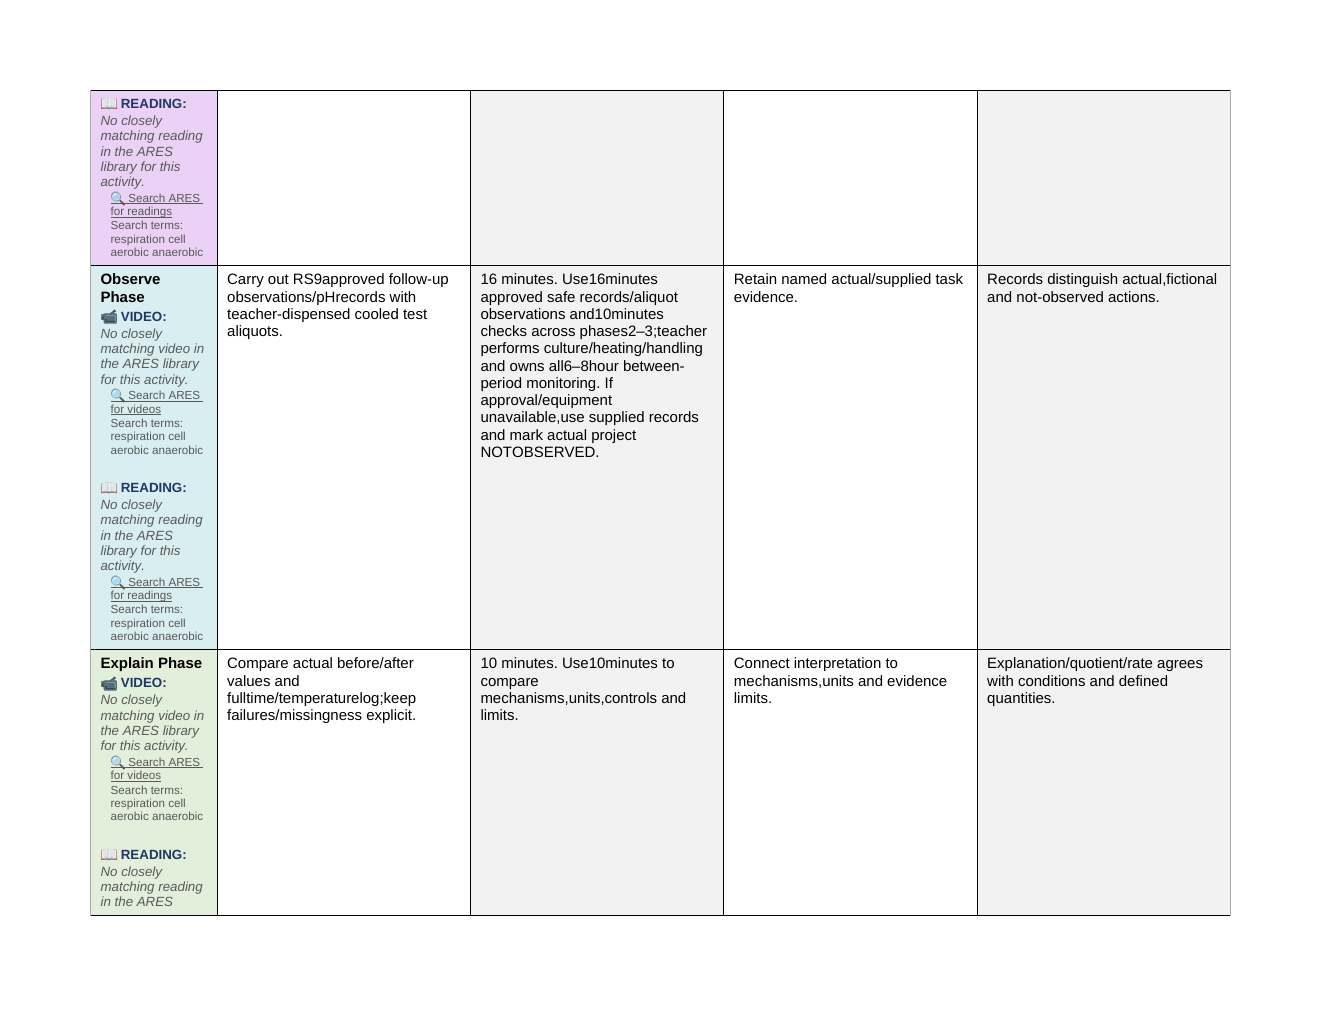 📖 READING:
No closely
matching reading
in the ARES
library for this
activity.
🔍 Search ARES
for readings
Search terms:
respiration cell
aerobic anaerobic
Observe
Phase
📹 VIDEO:
No closely
matching video in
the ARES library
for this activity.
🔍 Search ARES
for videos
Search terms:
respiration cell
aerobic anaerobic
📖 READING:
No closely
matching reading
in the ARES
library for this
activity.
🔍 Search ARES
for readings
Search terms:
respiration cell
aerobic anaerobic
Carry out RS9approved follow-up
observations/pHrecords with
teacher-dispensed cooled test
aliquots.
16 minutes. Use16minutes
approved safe records/aliquot
observations and10minutes
checks across phases2–3;teacher
performs culture/heating/handling
and owns all6–8hour between-
period monitoring. If
approval/equipment
unavailable,use supplied records
and mark actual project
NOTOBSERVED.
Retain named actual/supplied task
evidence.
Records distinguish actual,fictional
and not-observed actions.
Explain Phase
📹 VIDEO:
No closely
matching video in
the ARES library
for this activity.
🔍 Search ARES
for videos
Search terms:
respiration cell
aerobic anaerobic
📖 READING:
No closely
matching reading
in the ARES
Compare actual before/after
values and
fulltime/temperaturelog;keep
failures/missingness explicit.
10 minutes. Use10minutes to
compare
mechanisms,units,controls and
limits.
Connect interpretation to
mechanisms,units and evidence
limits.
Explanation/quotient/rate agrees
with conditions and defined
quantities.